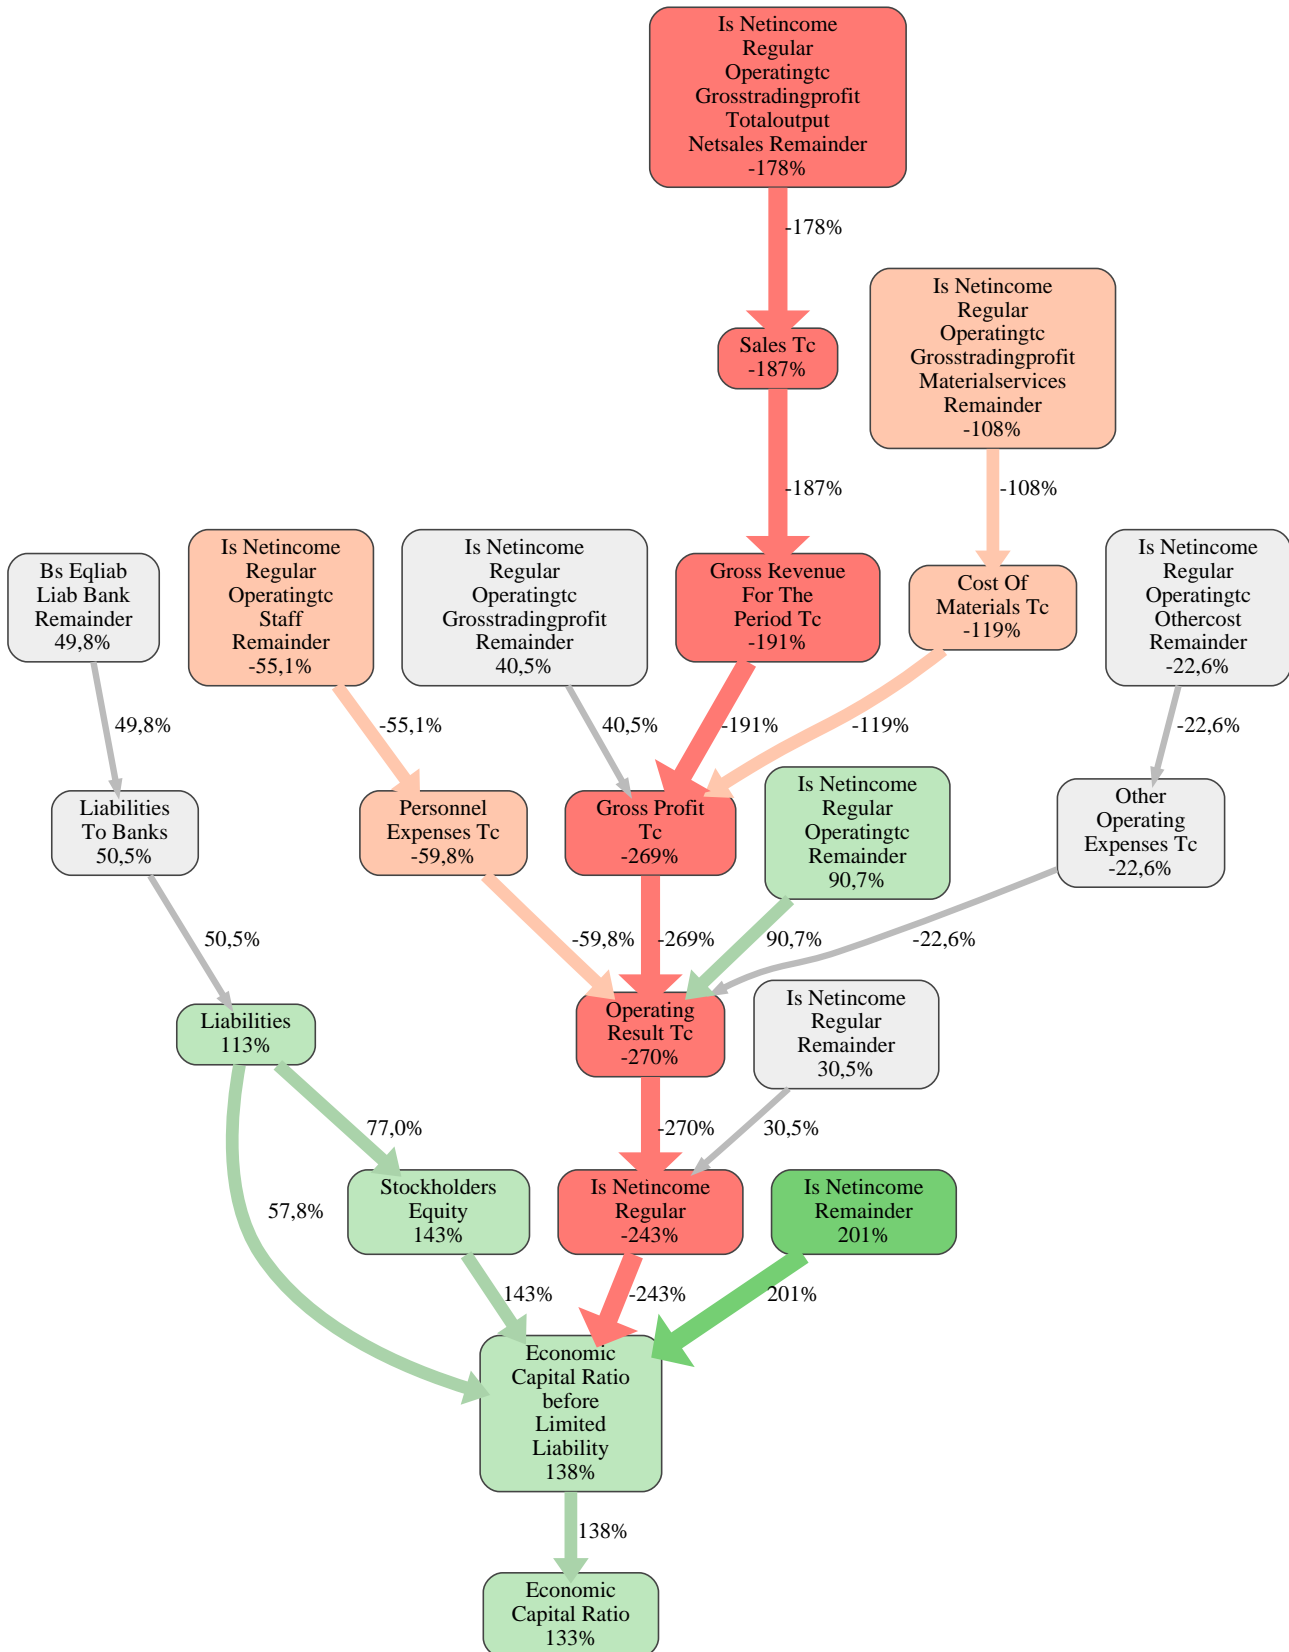 Is Netincome
Regular
Operatingtc
Grosstradingprofit
Totaloutput
Netsales Remainder
-178%
-178%
Sales Tc
-187%
Is Netincome
Regular
Operatingtc
Grosstradingprofit
Materialservices
Remainder
-108%
-187%
-108%
Bs Eqliab
Liab Bank
Remainder
49,8%
Is Netincome
Regular
Operatingtc
Staff
Remainder
-55,1%
Is Netincome
Regular
Operatingtc
Grosstradingprofit
Remainder
40,5%
Gross Revenue
For The
Period Tc
-191%
Cost Of
Materials Tc
-119%
Is Netincome
Regular
Operatingtc
Othercost
Remainder
-22,6%
49,8%
-55,1%
40,5%
-191%
-119%
-22,6%
Liabilities
To Banks
50,5%
Personnel
Expenses Tc
-59,8%
Gross Profit
Tc
-269%
Is Netincome
Regular
Operatingtc
Remainder
90,7%
Other
Operating
Expenses Tc
-22,6%
50,5%
-59,8%
-269%
90,7%
-22,6%
Liabilities
113%
Operating
Result Tc
-270%
Is Netincome
Regular
Remainder
30,5%
77,0%
-270%
30,5%
57,8%
Stockholders
Equity
143%
Is Netincome
Regular
-243%
Is Netincome
Remainder
201%
143%
-243%
201%
Economic
Capital Ratio
before
Limited
Liability
138%
138%
Economic
Capital Ratio
133%